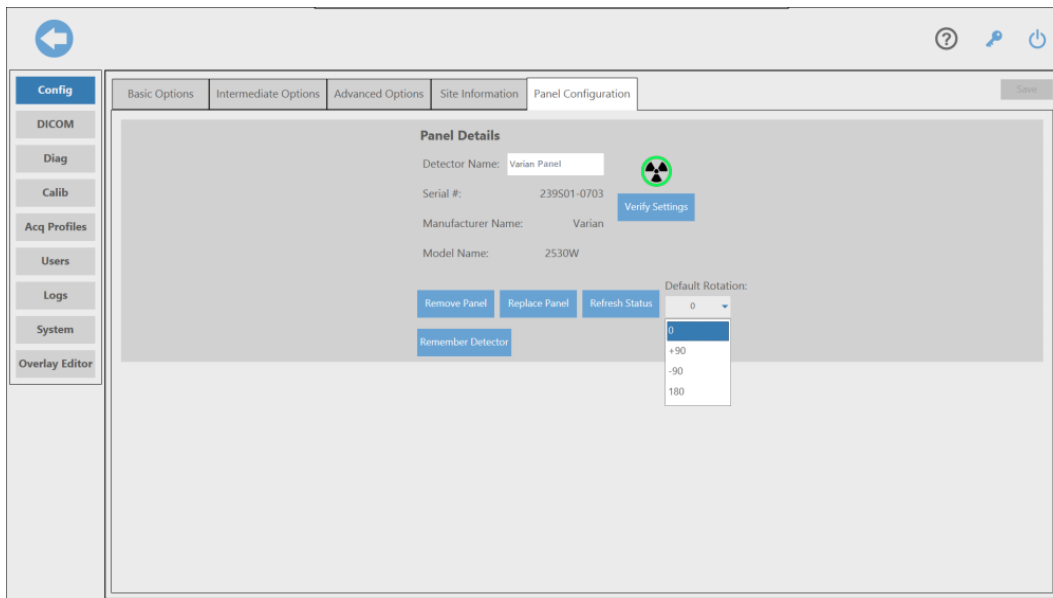 ?
Config
DICOM
Diag
Calib
Acq Profiles
Users
Logs
System
Overlay Editor
Basic Options
Intermediate Options
Advanced Options
Site Information
Panel Configuration
Save
Panel Details
Detector Name: Varian Panel
Serial #: 239S01-0703
Verify Settings
Manufacturer Name: Varian
Model Name: 2530W
Default Rotation:
Remove Panel
Replace Panel
Refresh Status
0
Remember Detector
0
+90
-90
180